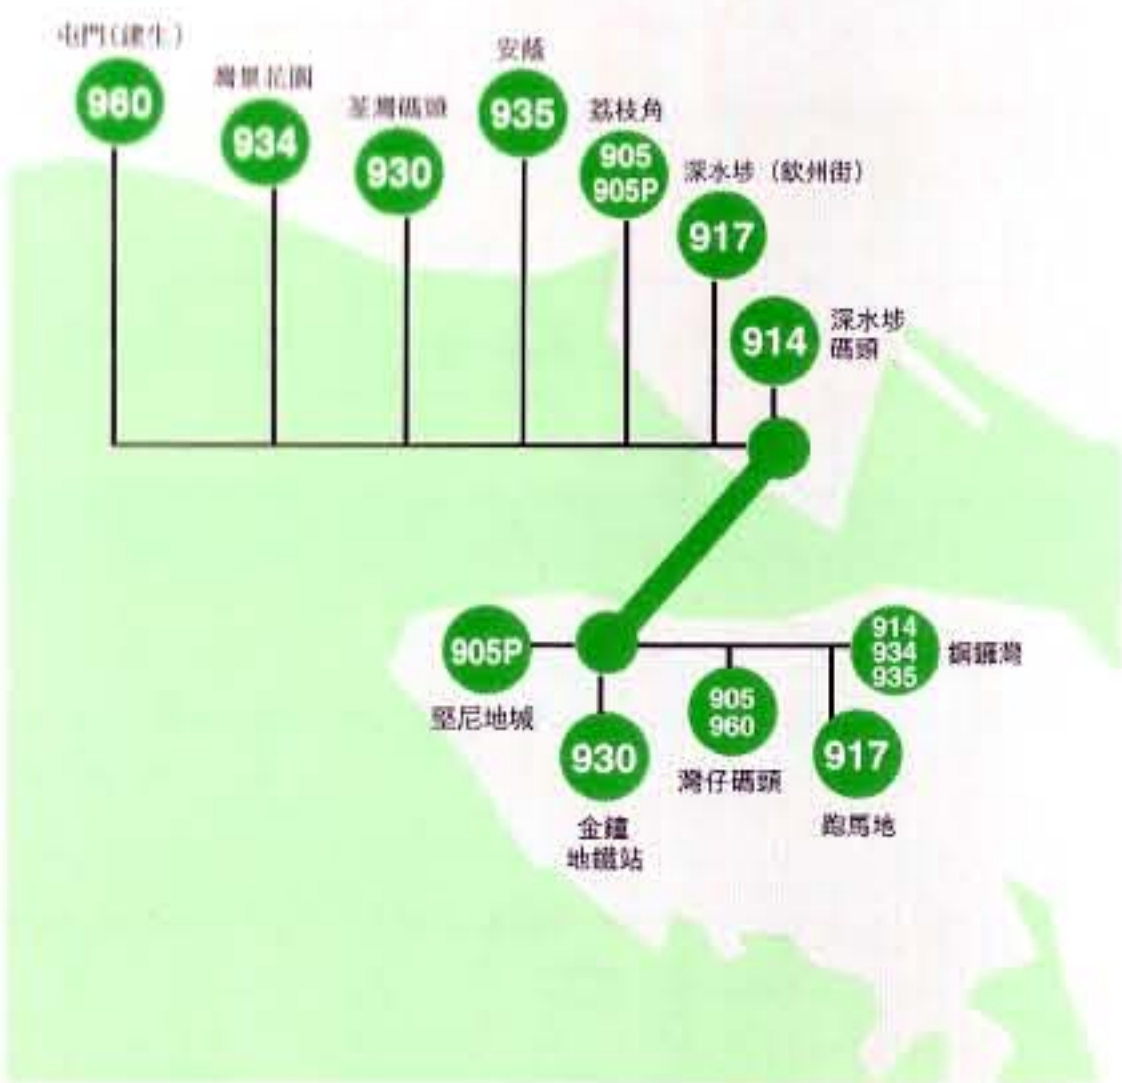 屯門(建生)
960
灣景花園
934
荃灣碼頭
930
安蔭
935
荔枝角
905
905P
深水埗（欽州街）
917
914
深水埗
碼頭
905P
堅尼地城
930
金鐘
地鐵站
905
960
灣仔碼頭
917
跑馬地
914
934
935
銅鑼灣